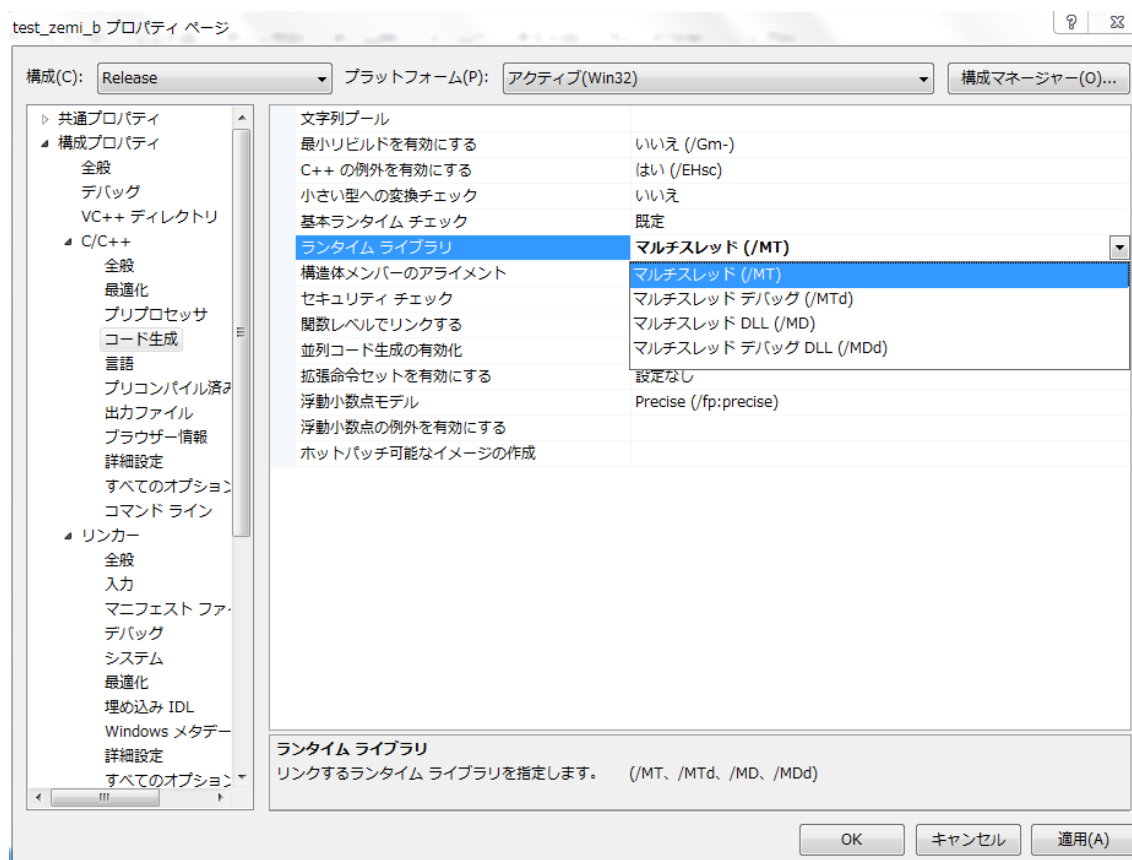 test_zemi_b プロパティ ページ
構成(C): Release プラットフォーム(P): アクティブ(Win32) 構成マネージャー(O)...
共通プロパティ
構成プロパティ
全般
デバッグ
VC++ ディレクトリ
C/C++
全般
最適化
プリプロセッサ
コード生成
言語
プリコンパイル済み
出力ファイル
ブラウザー情報
詳細設定
すべてのオプション
コマンド ライン
リンカー
全般
入力
マニフェスト ファイ
デバッグ
システム
最適化
埋め込み IDL
Windows メタデー
詳細設定
すべてのオプション
文字列プール
最小リビルドを有効にする いいえ (/Gm-)
C++ の例外を有効にする はい (/EHsc)
小さい型への変換チェック いいえ
基本ランタイム チェック 既定
ランタイム ライブラリ マルチスレッド (/MT)
構造体メンバーのアライメント マルチスレッド (/MT)
セキュリティ チェック マルチスレッド デバッグ (/MTd)
関数レベルでリンクする マルチスレッド DLL (/MD)
並列コード生成の有効化 マルチスレッド デバッグ DLL (/MDd)
拡張命令セットを有効にする 設定なし
浮動小数点モデル Precise (/fp:precise)
浮動小数点の例外を有効にする
ホットパッチ可能なイメージの作成
ランタイム ライブラリ
リンクするランタイム ライブラリを指定します。 (/MT、/MTd、/MD、/MDd)
OK キャンセル 適用(A)